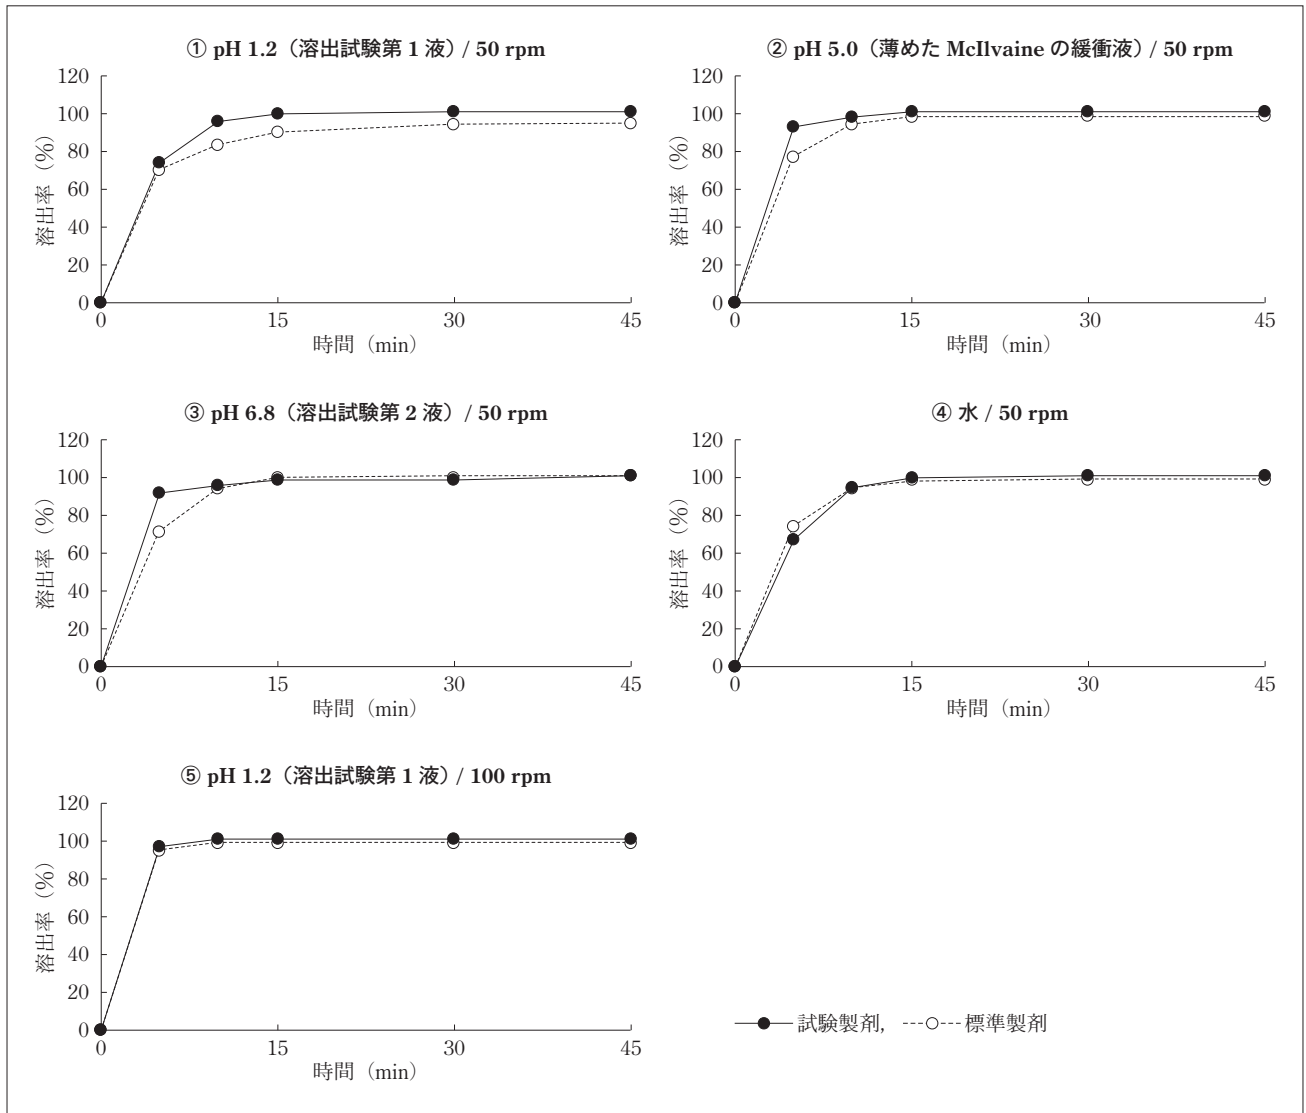 ① pH 1.2（溶出試験第 1 液）/ 50 rpm
120
100
80
60
40
20
0
溶出率（%）
0 15 30 45
時間（min）
② pH 5.0（薄めた McIlvaine の緩衝液）/ 50 rpm
120
100
80
60
40
20
0
溶出率（%）
0 15 30 45
時間（min）
③ pH 6.8（溶出試験第 2 液）/ 50 rpm
120
100
80
60
40
20
0
溶出率（%）
0 15 30 45
時間（min）
④ 水 / 50 rpm
120
100
80
60
40
20
0
溶出率（%）
0 15 30 45
時間（min）
⑤ pH 1.2（溶出試験第 1 液）/ 100 rpm
120
100
80
60
40
20
0
溶出率（%）
0 15 30 45
時間（min）
試験製剤, 標準製剤